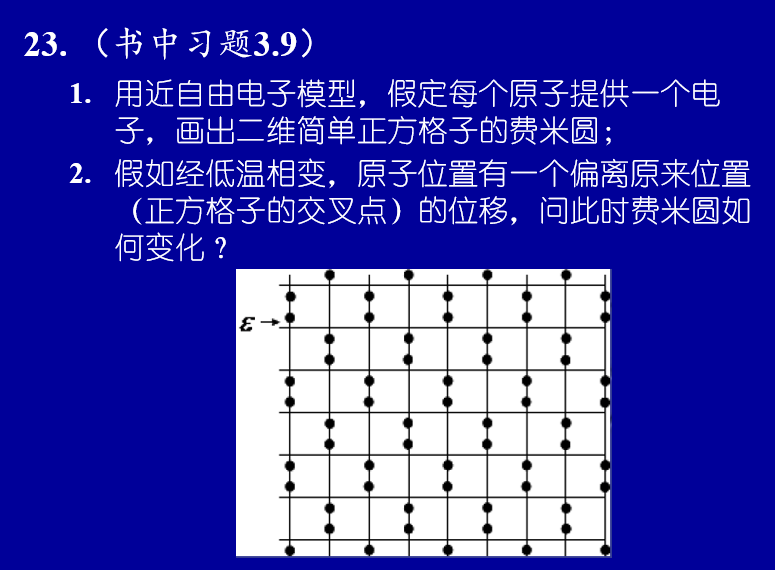 23. （书中习题3.9）
1. 用近自由电子模型，假定每个原子提供一个电
子，画出二维简单正方格子的费米圆；
2. 假如经低温相变，原子位置有一个偏离原来位置
（正方格子的交叉点）的位移，问此时费米圆如
何变化？
ε→